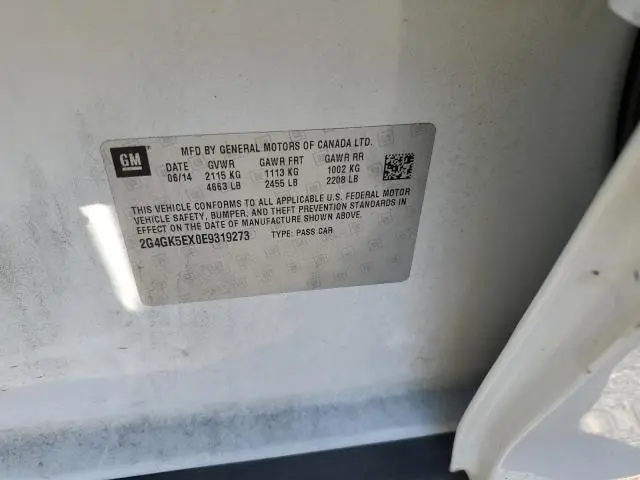 GM
MFD BY GENERAL MOTORS OF CANADA LTD.
DATE GVWR GAWR FRT GAWR RR
06/14 2115 KG 1113 KG 1002 KG
4663 LB 2455 LB 2208 LB
THIS VEHICLE CONFORMS TO ALL APPLICABLE U.S. FEDERAL MOTOR
VEHICLE SAFETY, BUMPER, AND THEFT PREVENTION STANDARDS IN
EFFECT ON THE DATE OF MANUFACTURE SHOWN ABOVE.
2G4GK5EX0E9319273 TYPE: PASS CAR